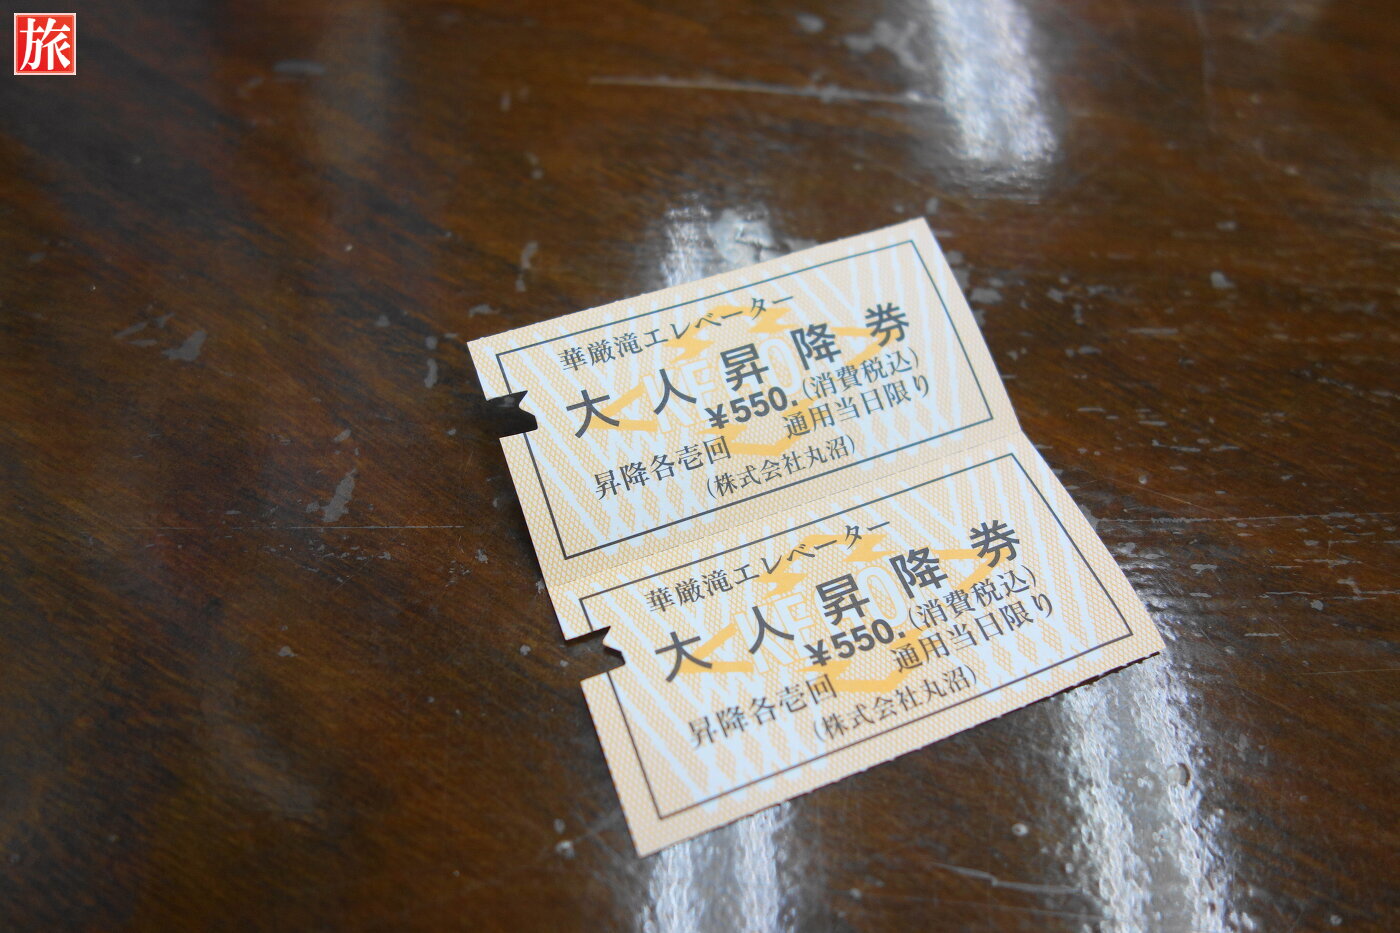 旅
華厳滝エレベーター
大人昇降券
¥550.(消費税込)
昇降各壱回 通用当日限り
(株式会社丸沼)
華厳滝エレベーター
大人昇降券
¥550.(消費税込)
昇降各壱回 通用当日限り
(株式会社丸沼)